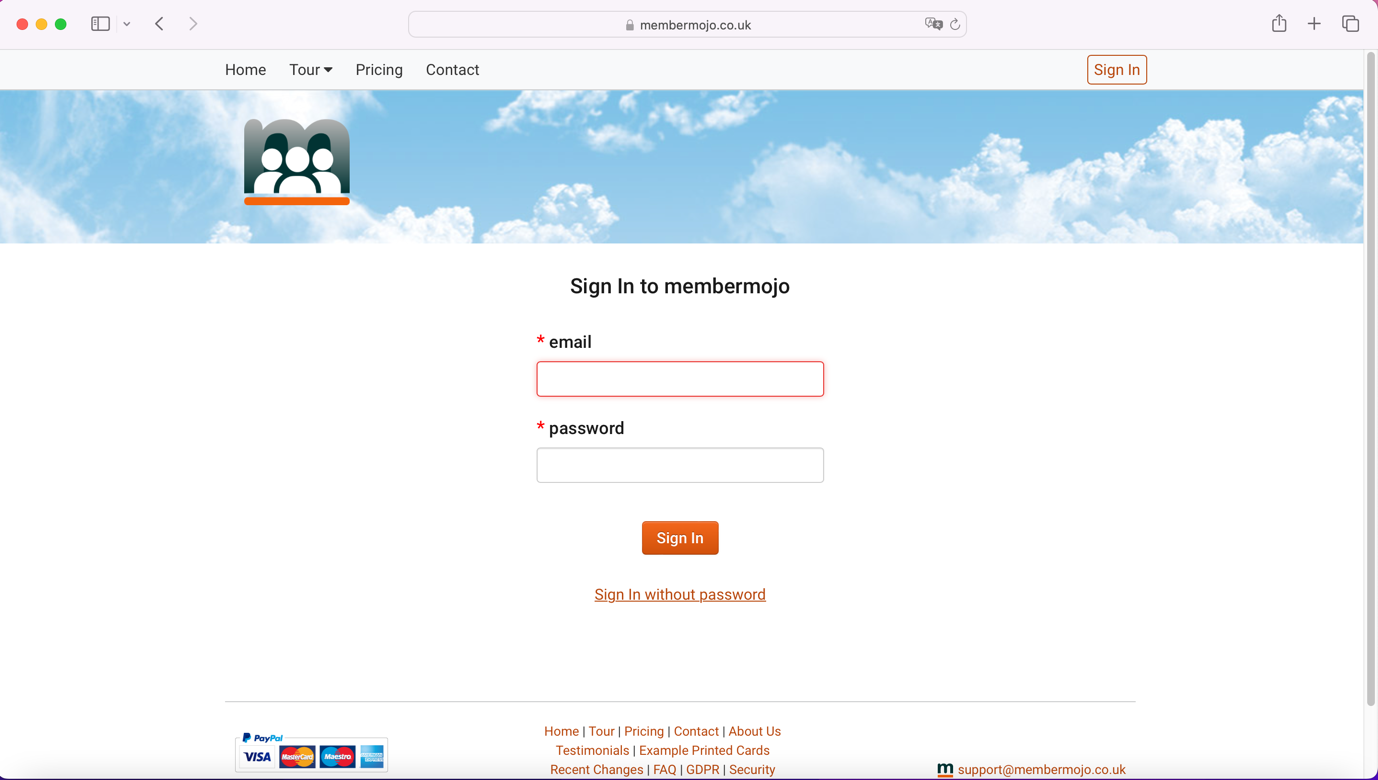 membermojo.co.uk
Home Tour Pricing Contact Sign In
Sign In to membermojo
* email
* password
Sign In
Sign In without password
PayPal
VISA MasterCard Maestro AMERICAN EXPRESS
Home | Tour | Pricing | Contact | About Us
Testimonials | Example Printed Cards
Recent Changes | FAQ | GDPR | Security
m support@membermojo.co.uk